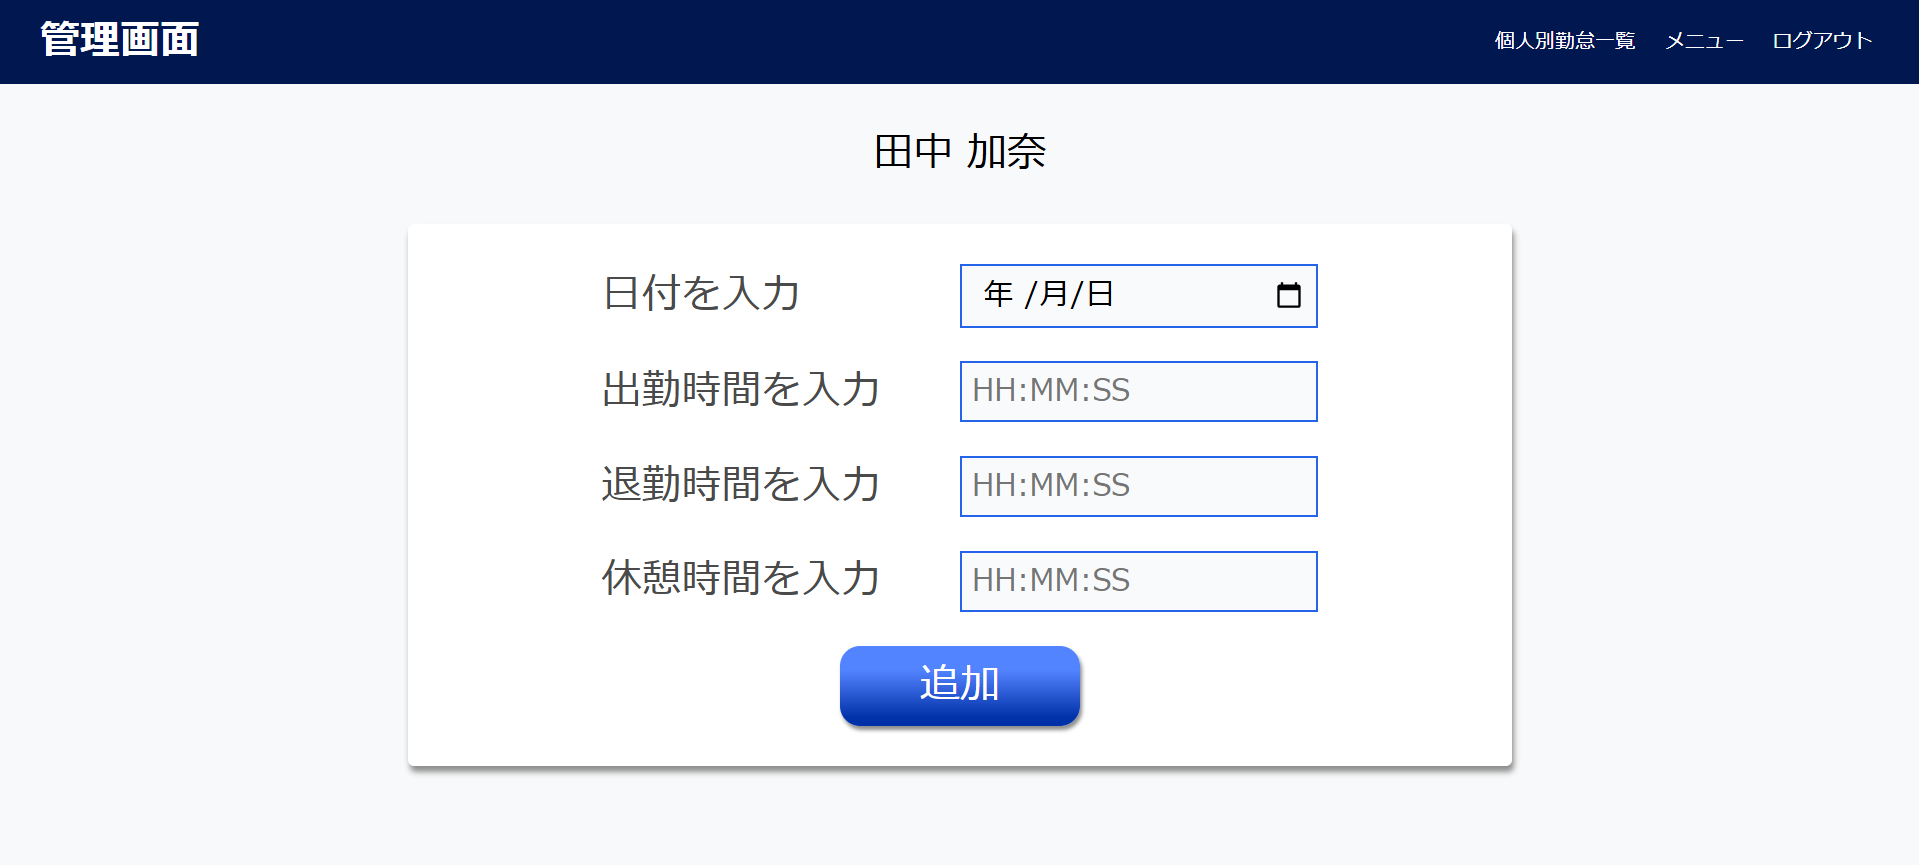 管理画面
個人別勤怠一覧 メニュー ログアウト
田中 加奈
日付を入力
年 /月/日
出勤時間を入力
HH:MM:SS
退勤時間を入力
HH:MM:SS
休憩時間を入力
HH:MM:SS
追加